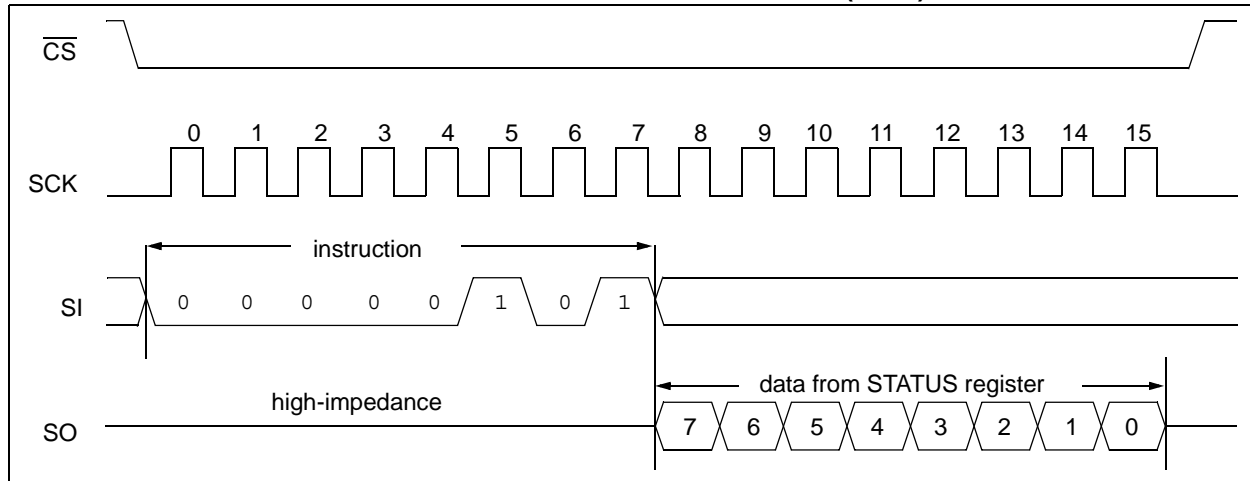 CS
0 1 2 3 4 5 6 7 8 9 10 11 12 13 14 15
SCK
instruction
SI 0 0 0 0 0 1 0 1
data from STATUS register
high-impedance
SO 7 6 5 4 3 2 1 0